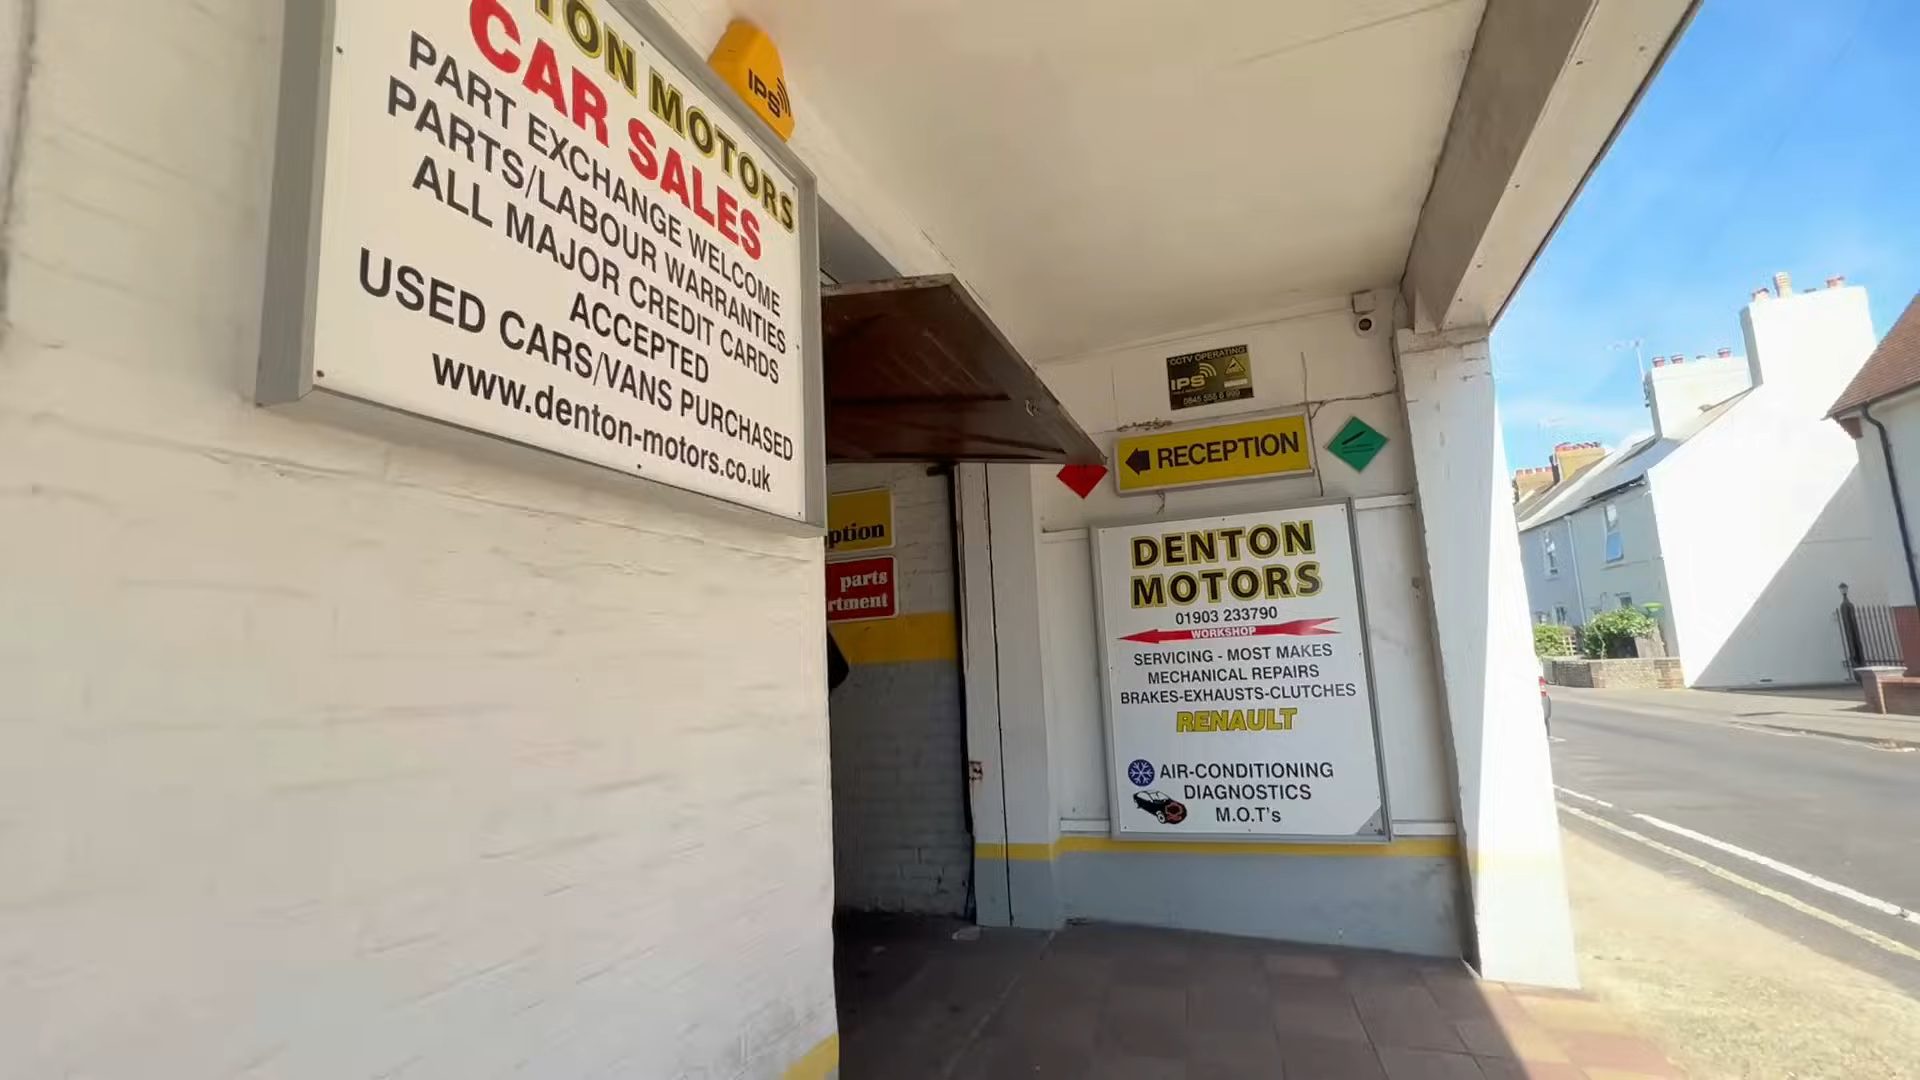 TON MOTORS
CAR SALES
PART EXCHANGE WELCOME
PARTS/LABOUR WARRANTIES
ALL MAJOR CREDIT CARDS
ACCEPTED
USED CARS/VANS PURCHASED
www.denton-motors.co.uk
IPS
ption
parts
rtment
CCTV OPERATING
IPS
RECEPTION
DENTON
MOTORS
01903 233790
WORKSHOP
SERVICING - MOST MAKES
MECHANICAL REPAIRS
BRAKES-EXHAUSTS-CLUTCHES
RENAULT
AIR-CONDITIONING
DIAGNOSTICS
M.O.T's